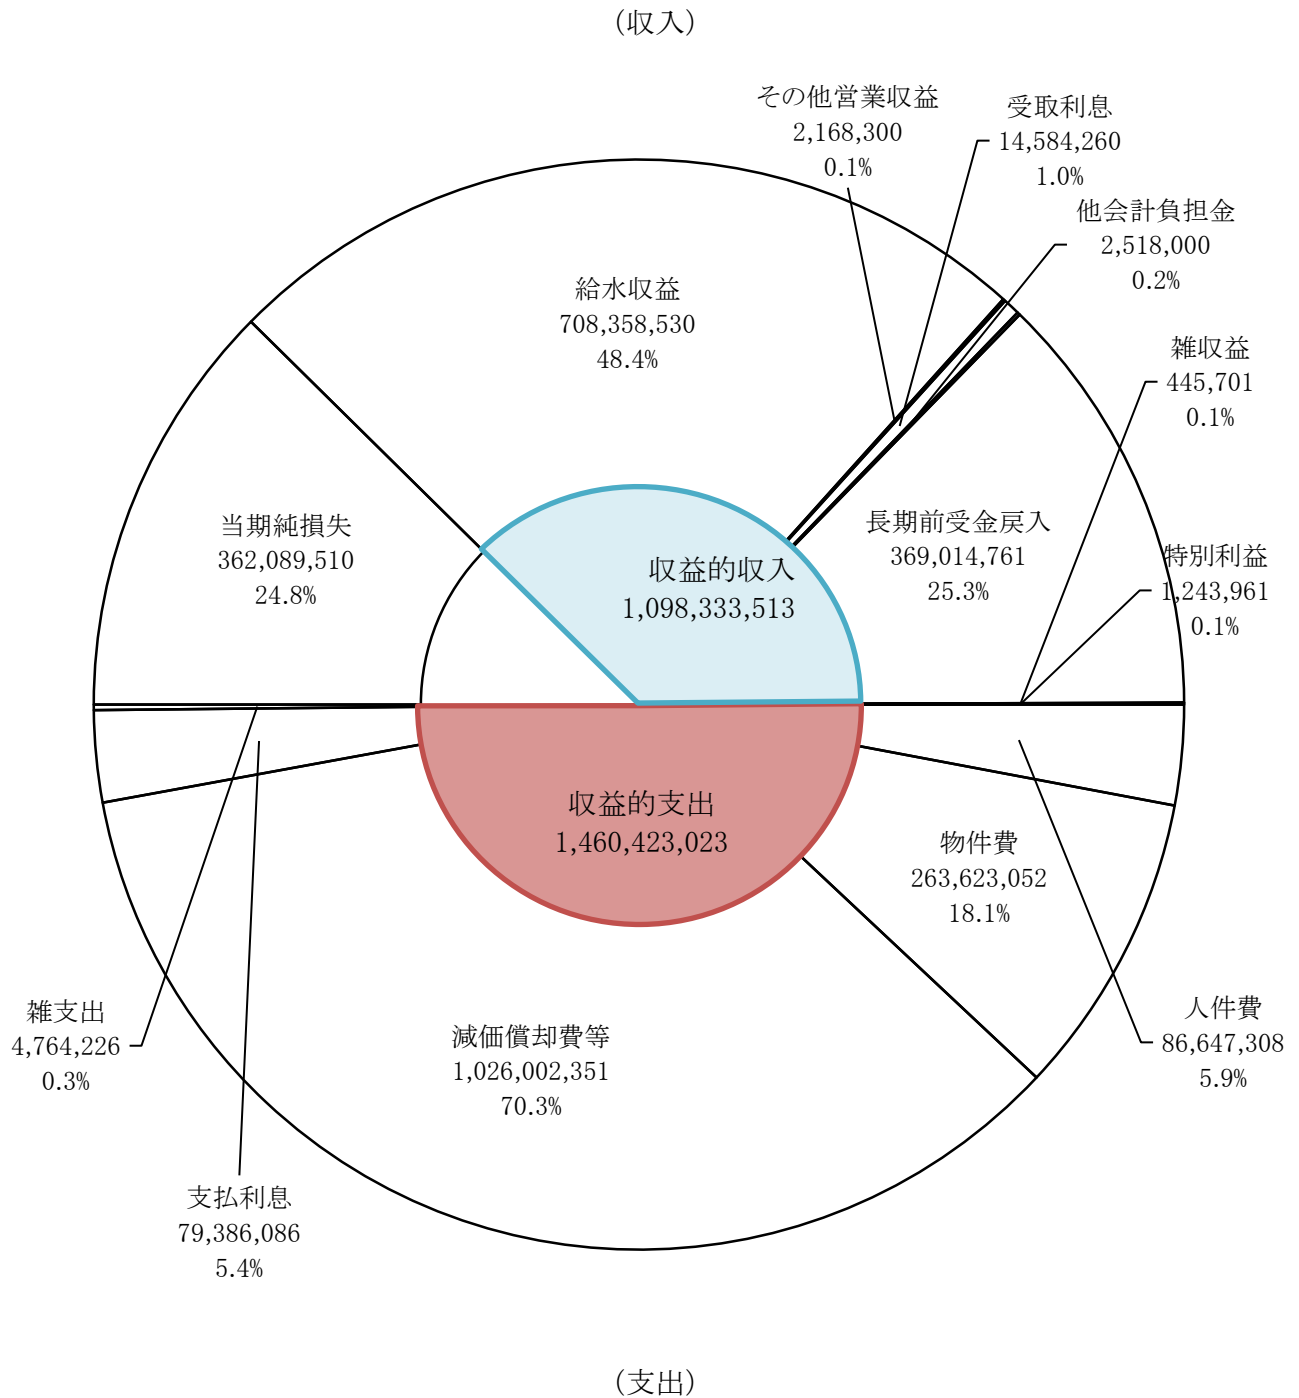 （収入）
その他営業収益
2,168,300
0.1%
受取利息
14,584,260
1.0%
他会計負担金
2,518,000
0.2%
給水収益
708,358,530
48.4%
雑収益
445,701
0.1%
当期純損失
362,089,510
24.8%
長期前受金戻入
369,014,761
25.3%
特別利益
1,243,961
0.1%
収益的収入
1,098,333,513
収益的支出
1,460,423,023
物件費
263,623,052
18.1%
人件費
86,647,308
5.9%
雑支出
4,764,226
0.3%
減価償却費等
1,026,002,351
70.3%
支払利息
79,386,086
5.4%
（支出）